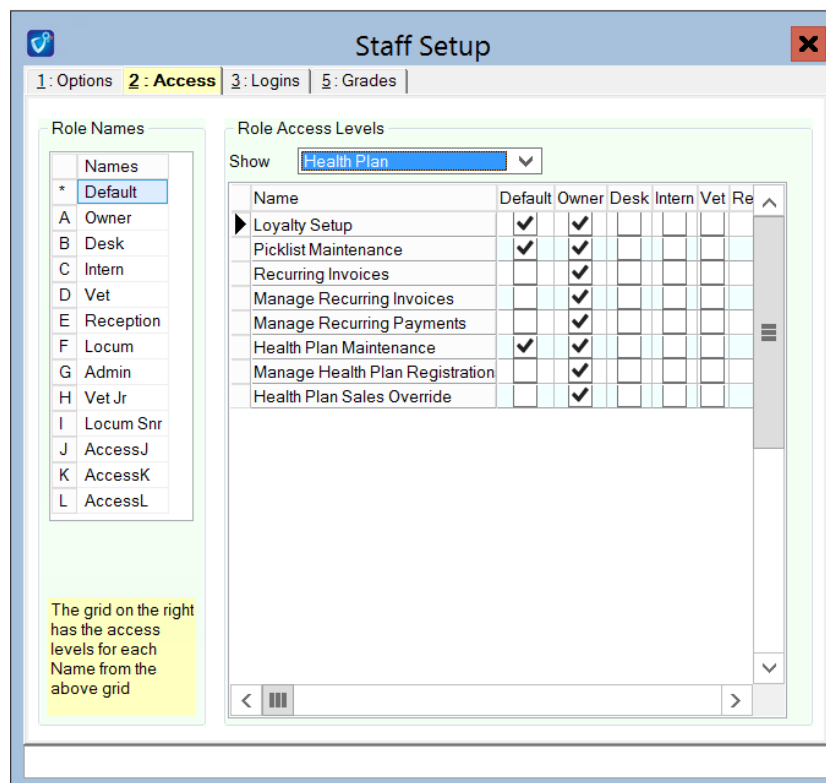 Staff Setup
1: Options 2: Access 3: Logins 5: Grades
Role Names
Names
* Default
A Owner
B Desk
C Intern
D Vet
E Reception
F Locum
G Admin
H Vet Jr
I Locum Snr
J AccessJ
K AccessK
L AccessL
The grid on the right
has the access
levels for each
Name from the
above grid
Role Access Levels
Show Health Plan
Name Default Owner Desk Intern Vet Re
Loyalty Setup
Picklist Maintenance
Recurring Invoices
Manage Recurring Invoices
Manage Recurring Payments
Health Plan Maintenance
Manage Health Plan Registration
Health Plan Sales Override